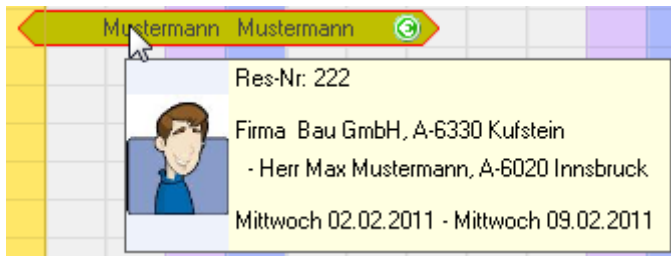 Mustermann Mustermann
Res-Nr: 222
Firma Bau GmbH, A-6330 Kufstein
- Herr Max Mustermann, A-6020 Innsbruck
Mittwoch 02.02.2011 - Mittwoch 09.02.2011